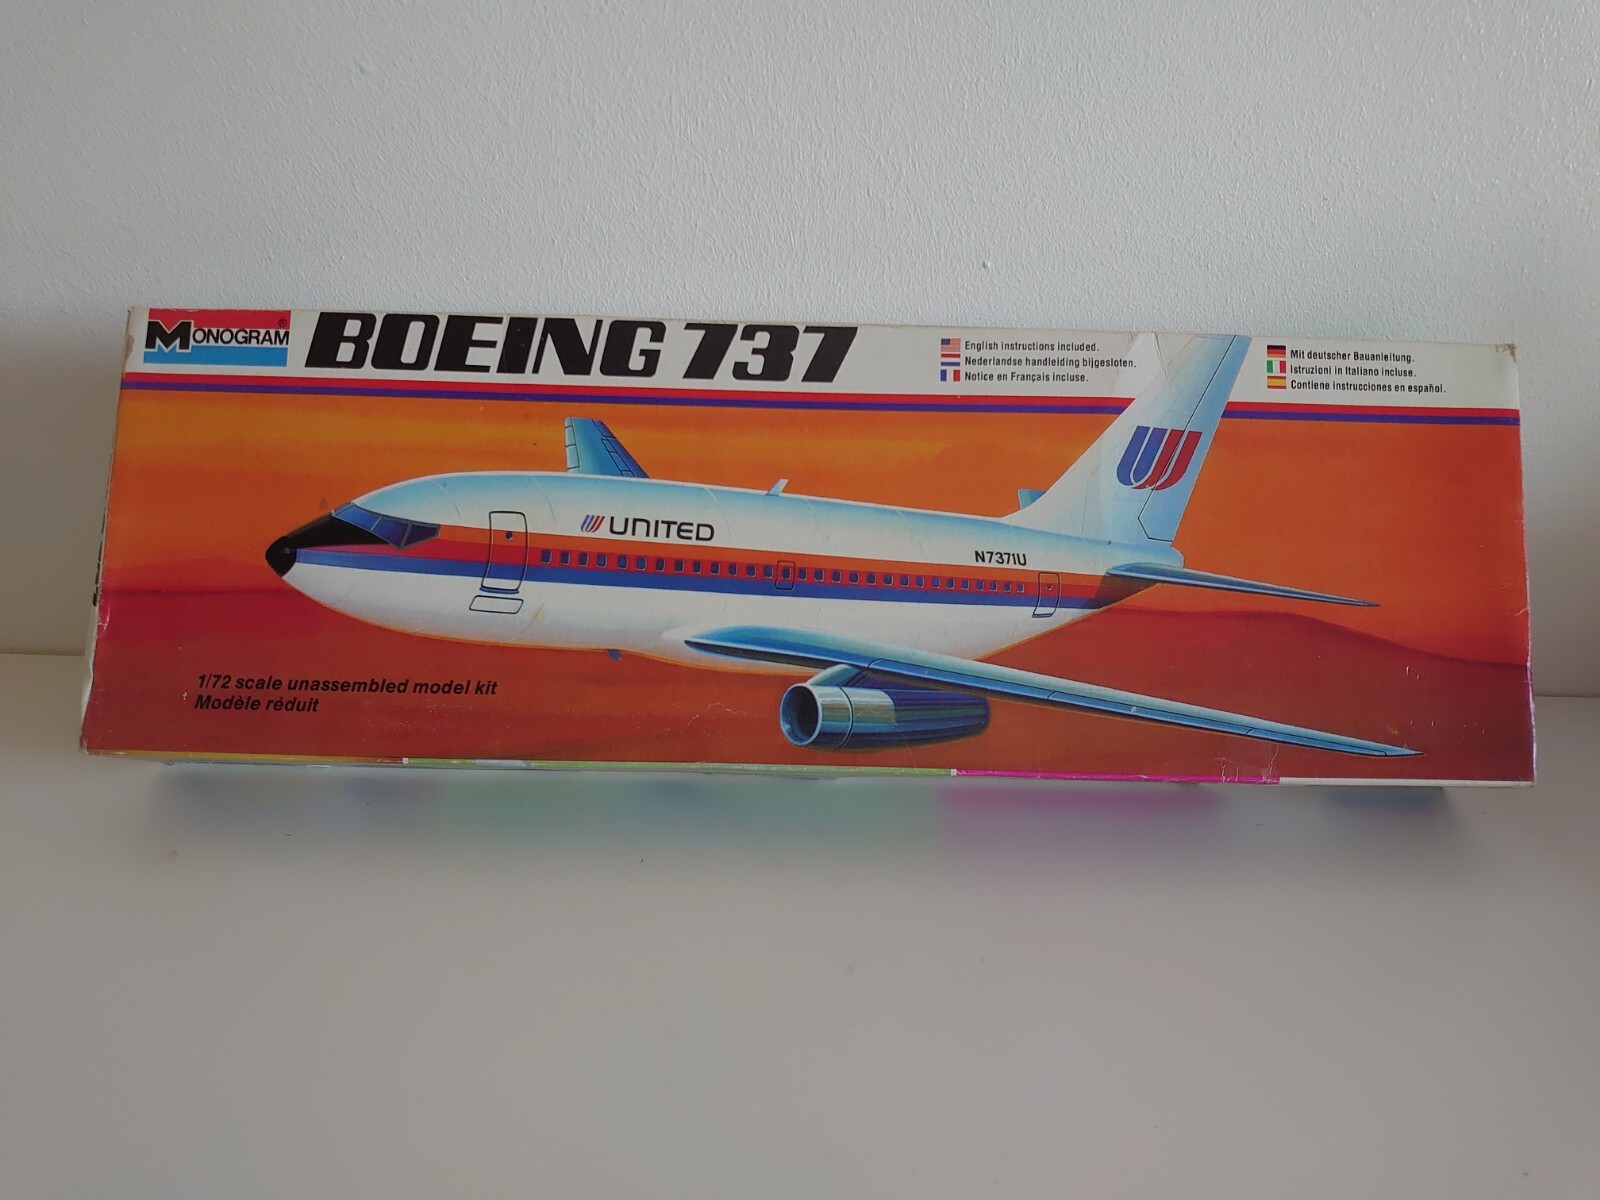 MONOGRAM®
BOEING 737
English instructions included.
Nederlandse handleiding bijgesloten.
Notice en Français incluse.
Mit deutscher Bauanleitung.
Istruzioni in Italiano incluse.
Contiene instrucciones en español.
UNITED
N7371U
1/72 scale unassembled model kit
Modèle réduit